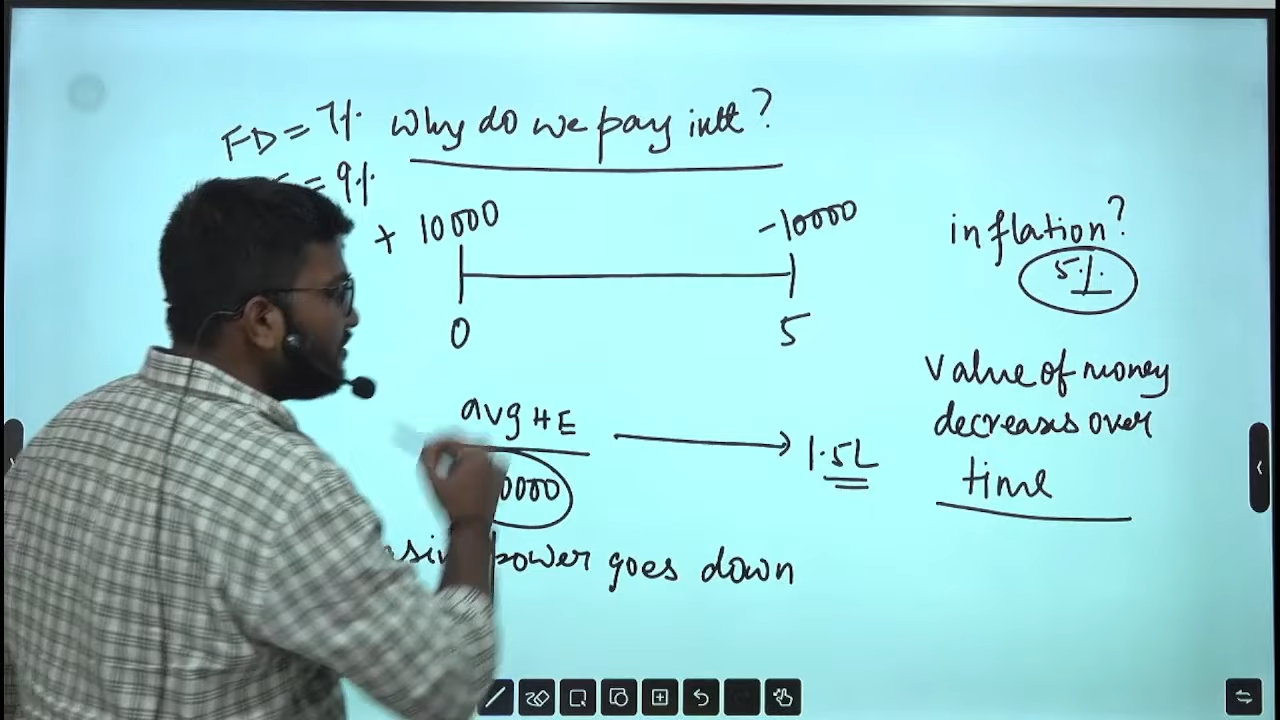 FD = 7% Why do we pay intt?
= 9%
+ 10000 -10000
0 5
inflation?
5%
avg HE → 1.5L
0000
power goes down
value of money
decreases over
time